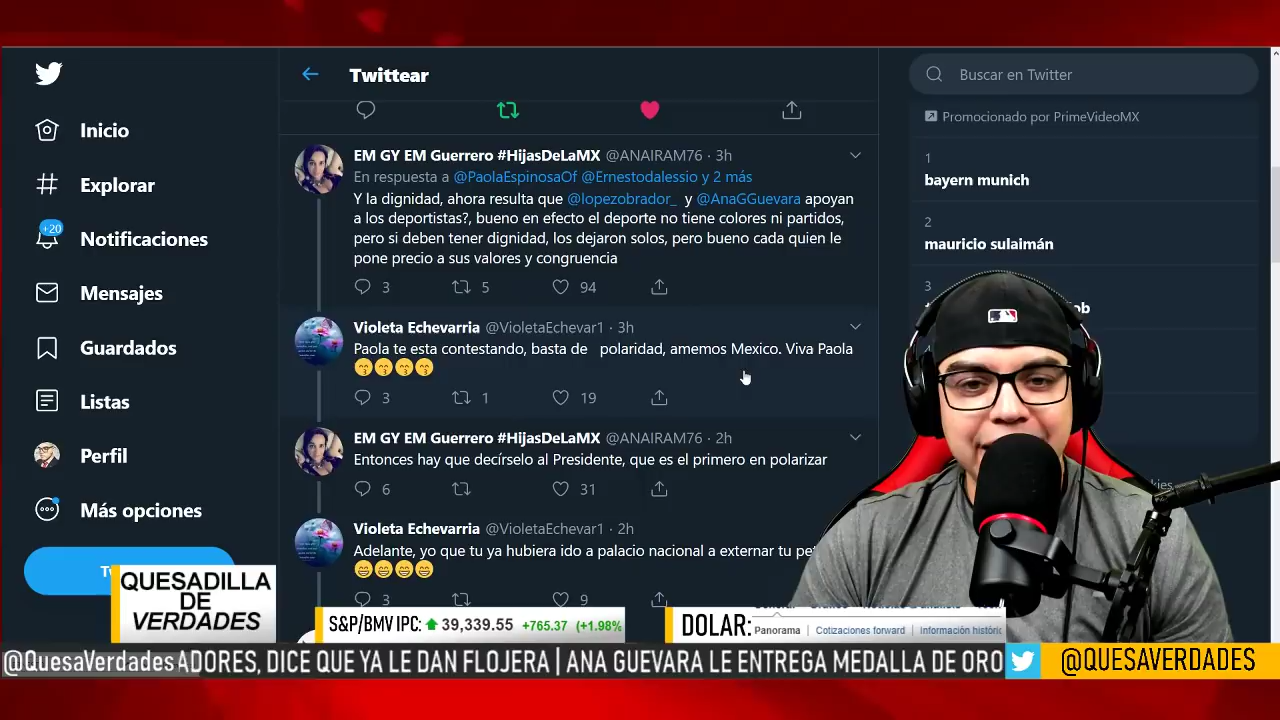 Inicio
Explorar
+20
Notificaciones
Mensajes
Guardados
Listas
Perfil
Más opciones
Twittear
EM GY EM Guerrero #HijasDeLaMX @ANAIRAM76 · 3h
En respuesta a @PaolaEspinosaOf @Ernestodalessio y 2 más
Y la dignidad, ahora resulta que @lopezobrador_ y @AnaGGuevara apoyan
a los deportistas?, bueno en efecto el deporte no tiene colores ni partidos,
pero si deben tener dignidad, los dejaron solos, pero bueno cada quien le
pone precio a sus valores y congruencia
3 5 94
Violeta Echevarria @VioletaEchevar1 · 3h
Paola te esta contestando, basta de polaridad, amemos Mexico. Viva Paola
😙😙😙😙
3 1 19
EM GY EM Guerrero #HijasDeLaMX @ANAIRAM76 · 2h
Entonces hay que decírselo al Presidente, que es el primero en polarizar
6 31
Violeta Echevarria @VioletaEchevar1 · 2h
Adelante, yo que tu ya hubiera ido a palacio nacional a externar tu
😄😄😄😄
3 9
Buscar en Twitter
Promocionado por PrimeVideoMX
1
bayern munich
2
mauricio sulaimán
3
QUESADILLA
DE
VERDADES
S&P/BMV IPC: 39,339.55 +765.37 (+1.98%)
DOLAR:
Panorama Cotizaciones forward Información históric
@QuesaVerdades ADORES, DICE QUE YA LE DAN FLOJERA | ANA GUEVARA LE ENTREGA MEDALLA DE ORO
@QUESAVERDADES